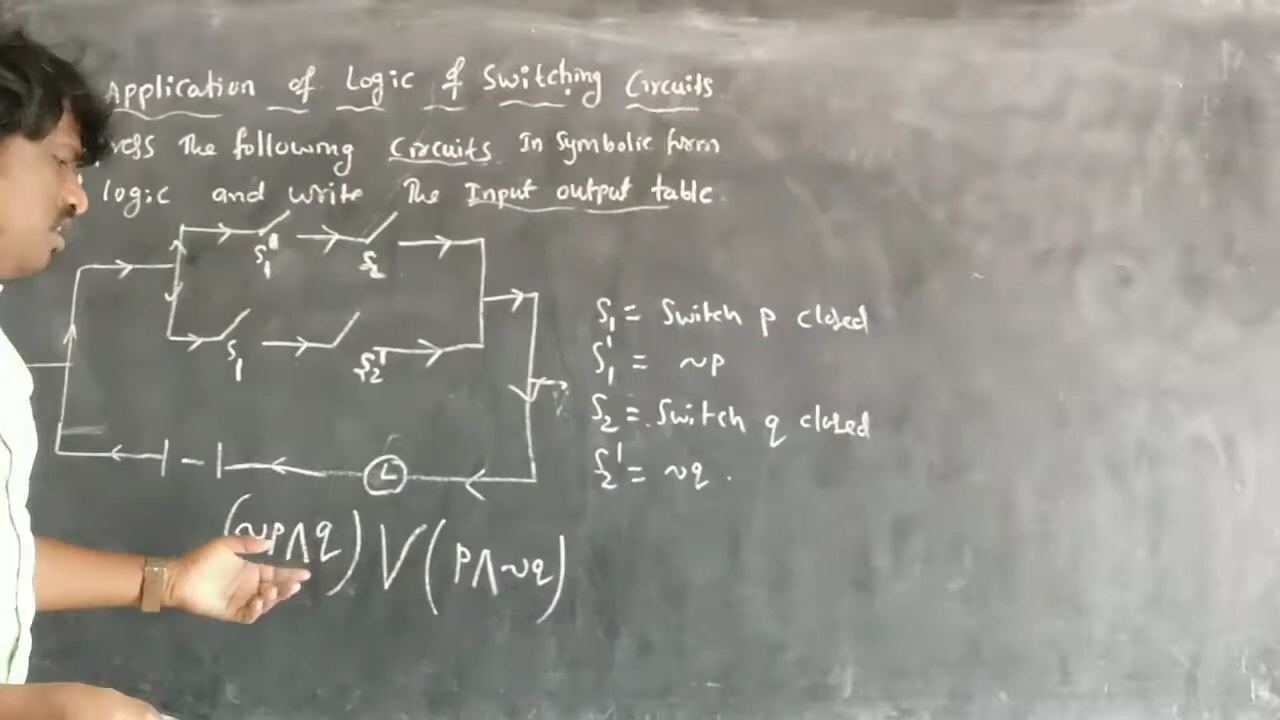 Application of Logic of Switching Circuits
ress The following Circuits In Symbolic form
logic and write The Input output table.
S₁' S₂
S₁ S₂'
L
S₁ = Switch p closed
S₁' = ~p
S₂ = Switch q closed
S₂' = ~q.
(~p∧q) ∨ (p∧~q)